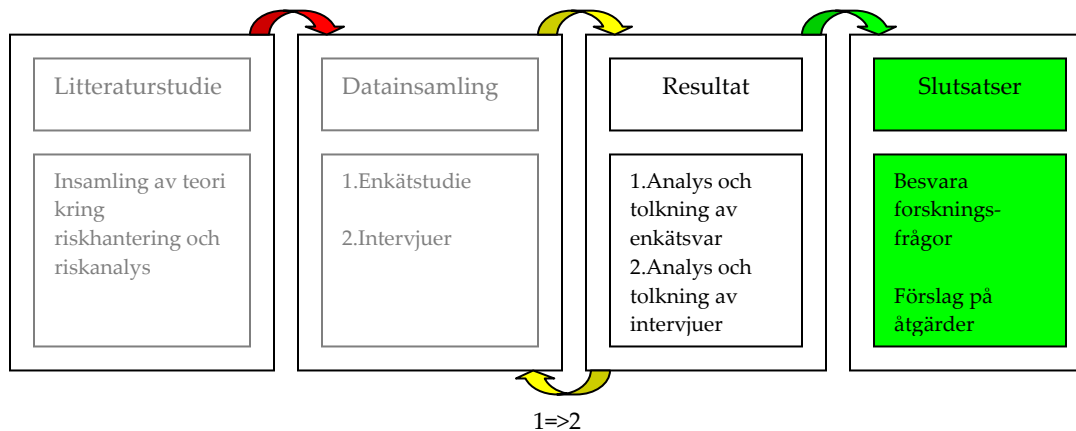 Litteraturstudie
Insamling av teori
kring
riskhantering och
riskanalys
Datainsamling
1.Enkätstudie
2.Intervjuer
Resultat
1.Analys och
tolkning av
enkätsvar
2.Analys och
tolkning av
intervjuer
Slutsatser
Besvara
forsknings-
frågor
Förslag på
åtgärder
1=>2